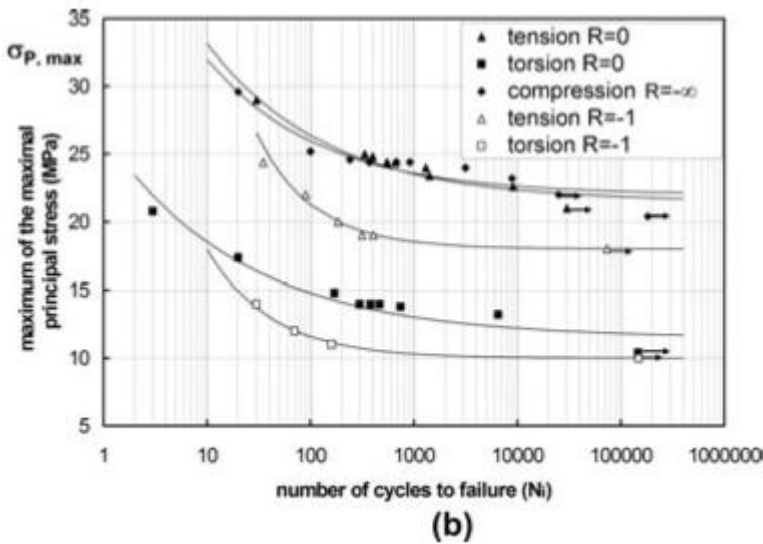 35
30
25
20
15
10
5
σP, max
maximum of the maximal
principal stress (MPa)
tension R=0
torsion R=0
compression R=-∞
tension R=-1
torsion R=-1
1 10 100 1000 10000 100000 1000000
number of cycles to failure (Ni)
(b)